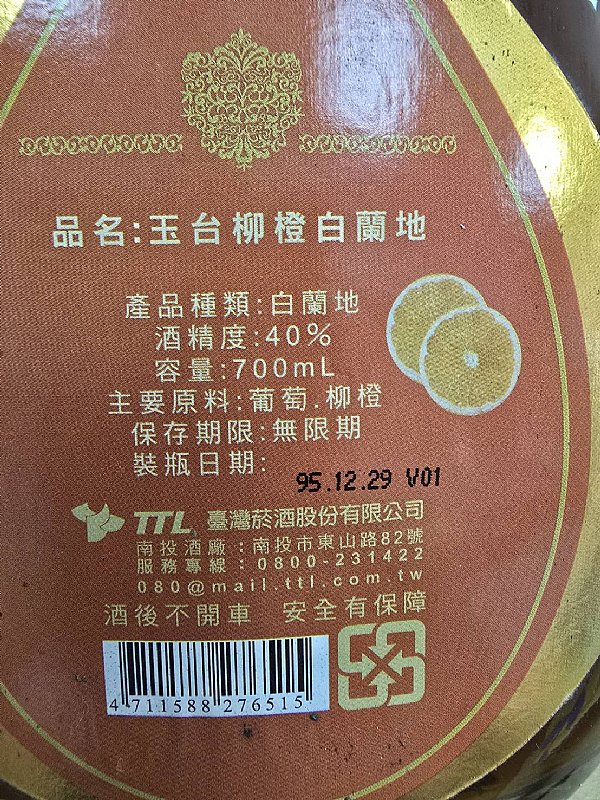 品名:玉台柳橙白蘭地
產品種類:白蘭地
酒精度:40%
容量:700mL
主要原料:葡萄.柳橙
保存期限:無限期
裝瓶日期:
95.12.29 V01
TTL 臺灣菸酒股份有限公司
南投酒廠:南投市東山路82號
服務專線:0800-231422
080@mail.ttl.com.tw
酒後不開車 安全有保障
4 711588 276515